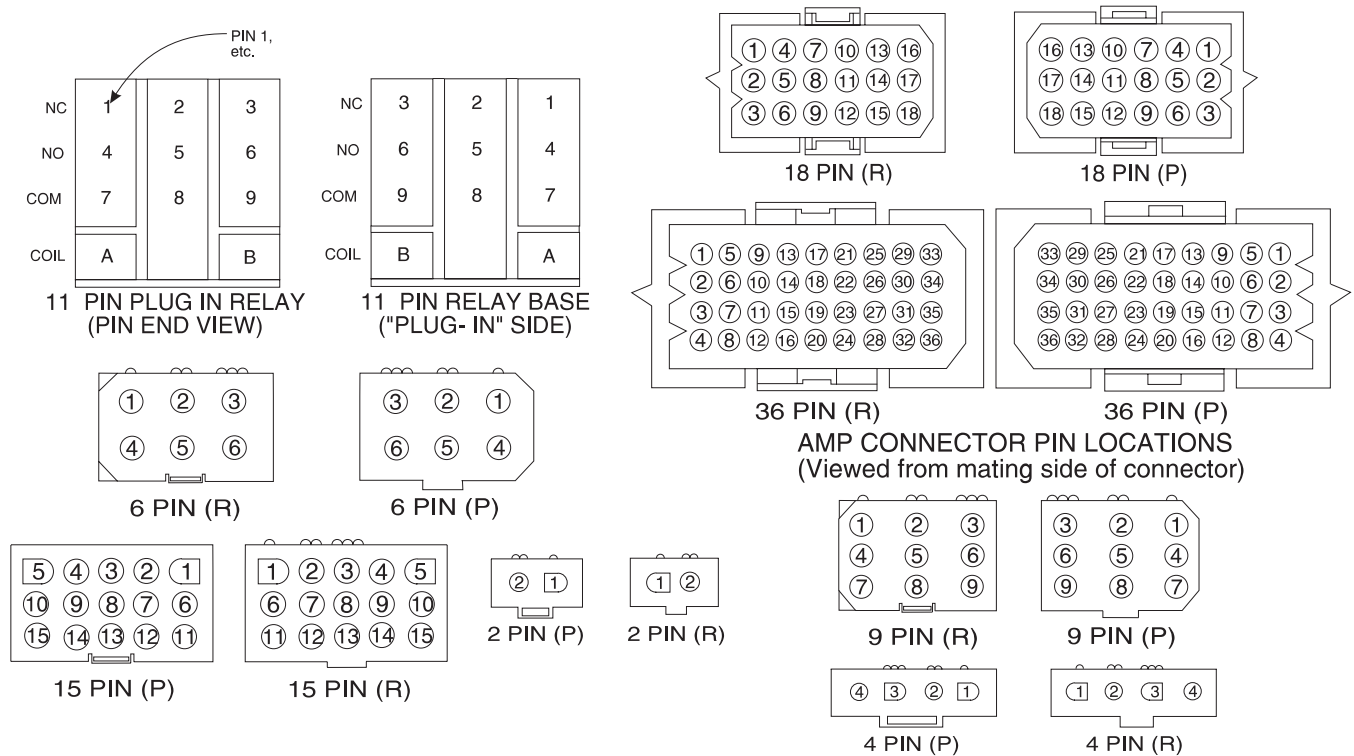 PIN 1,
etc.
NC 1 2 3
NO 4 5 6
COM 7 8 9
COIL A B
11 PIN PLUG IN RELAY
(PIN END VIEW)
NC 3 2 1
NO 6 5 4
COM 9 8 7
COIL B A
11 PIN RELAY BASE
("PLUG- IN" SIDE)
1 4 7 10 13 16
2 5 8 11 14 17
3 6 9 12 15 18
18 PIN (R)
16 13 10 7 4 1
17 14 11 8 5 2
18 15 12 9 6 3
18 PIN (P)
1 5 9 13 17 21 25 29 33
2 6 10 14 18 22 26 30 34
3 7 11 15 19 23 27 31 35
4 8 12 16 20 24 28 32 36
36 PIN (R)
33 29 25 21 17 13 9 5 1
34 30 26 22 18 14 10 6 2
35 31 27 23 19 15 11 7 3
36 32 28 24 20 16 12 8 4
36 PIN (P)
AMP CONNECTOR PIN LOCATIONS
(Viewed from mating side of connector)
1 2 3
4 5 6
6 PIN (R)
3 2 1
6 5 4
6 PIN (P)
5 4 3 2 1
10 9 8 7 6
15 14 13 12 11
15 PIN (P)
1 2 3 4 5
6 7 8 9 10
11 12 13 14 15
15 PIN (R)
2 1
2 PIN (P)
1 2
2 PIN (R)
1 2 3
4 5 6
7 8 9
9 PIN (R)
3 2 1
6 5 4
9 8 7
9 PIN (P)
4 3 2 1
4 PIN (P)
1 2 3 4
4 PIN (R)